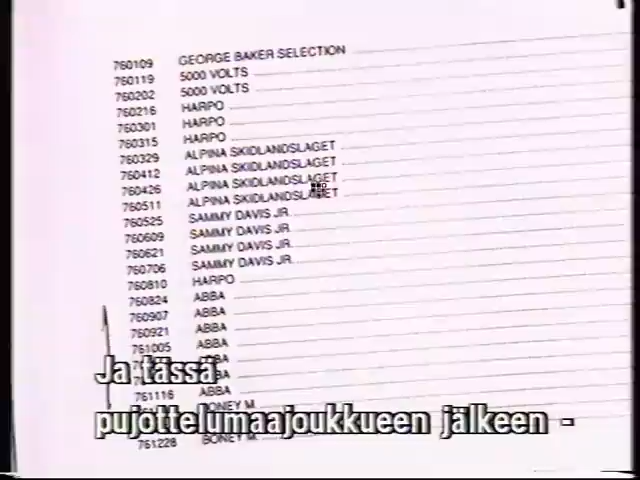 760109 GEORGE BAKER SELECTION
760119 5000 VOLTS
760202 5000 VOLTS
760216 HARPO
760301 HARPO
760315 HARPO
760329 ALPINA SKIDLANDSLAGET
760412 ALPINA SKIDLANDSLAGET
760426 ALPINA SKIDLANDSLAGET
760511 ALPINA SKIDLANDSLAGET
760525 SAMMY DAVIS JR.
760609 SAMMY DAVIS JR.
760621 SAMMY DAVIS JR.
760706 SAMMY DAVIS JR.
760810 HARPO
760824 ABBA
760907 ABBA
760921 ABBA
761005 ABBA
761116 ABBA
BONEY M.
761228 BONEY M.
Ja tässä
pujottelumaajoukkueen jälkeen -